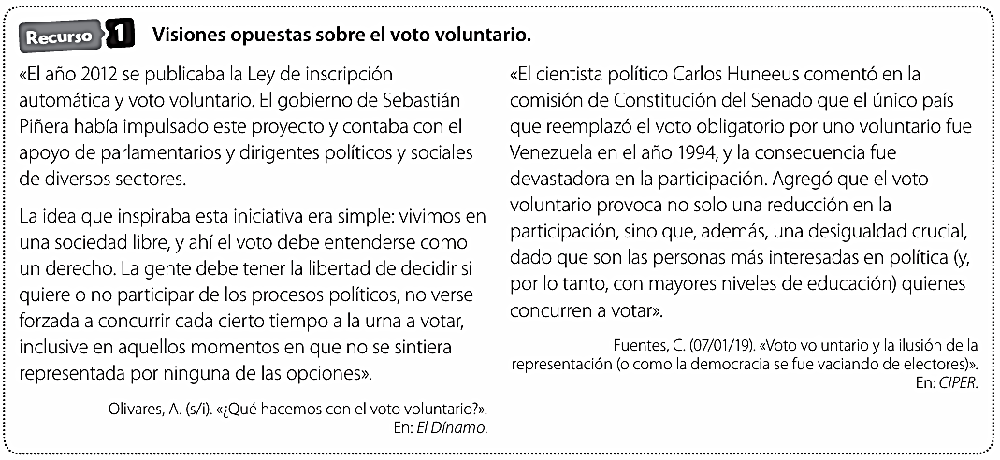 Recurso 1 Visiones opuestas sobre el voto voluntario.
«El año 2012 se publicaba la Ley de inscripción
automática y voto voluntario. El gobierno de Sebastián
Piñera había impulsado este proyecto y contaba con el
apoyo de parlamentarios y dirigentes políticos y sociales
de diversos sectores.
La idea que inspiraba esta iniciativa era simple: vivimos en
una sociedad libre, y ahí el voto debe entenderse como
un derecho. La gente debe tener la libertad de decidir si
quiere o no participar de los procesos políticos, no verse
forzada a concurrir cada cierto tiempo a la urna a votar,
inclusive en aquellos momentos en que no se sintiera
representada por ninguna de las opciones».
Olivares, A. (s/i). «¿Qué hacemos con el voto voluntario?».
En: El Dínamo.
«El cientista político Carlos Huneeus comentó en la
comisión de Constitución del Senado que el único país
que reemplazó el voto obligatorio por uno voluntario fue
Venezuela en el año 1994, y la consecuencia fue
devastadora en la participación. Agregó que el voto
voluntario provoca no solo una reducción en la
participación, sino que, además, una desigualdad crucial,
dado que son las personas más interesadas en política (y,
por lo tanto, con mayores niveles de educación) quienes
concurren a votar».
Fuentes, C. (07/01/19). «Voto voluntario y la ilusión de la
representación (o como la democracia se fue vaciando de electores)».
En: CIPER.